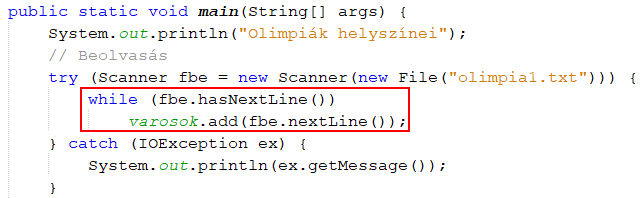 public static void main(String[] args) {
System.out.println("Olimpiák helyszínei");
// Beolvasás
try (Scanner fbe = new Scanner(new File("olimpia1.txt"))) {
while (fbe.hasNextLine())
varosok.add(fbe.nextLine());
} catch (IOException ex) {
System.out.println(ex.getMessage());
}